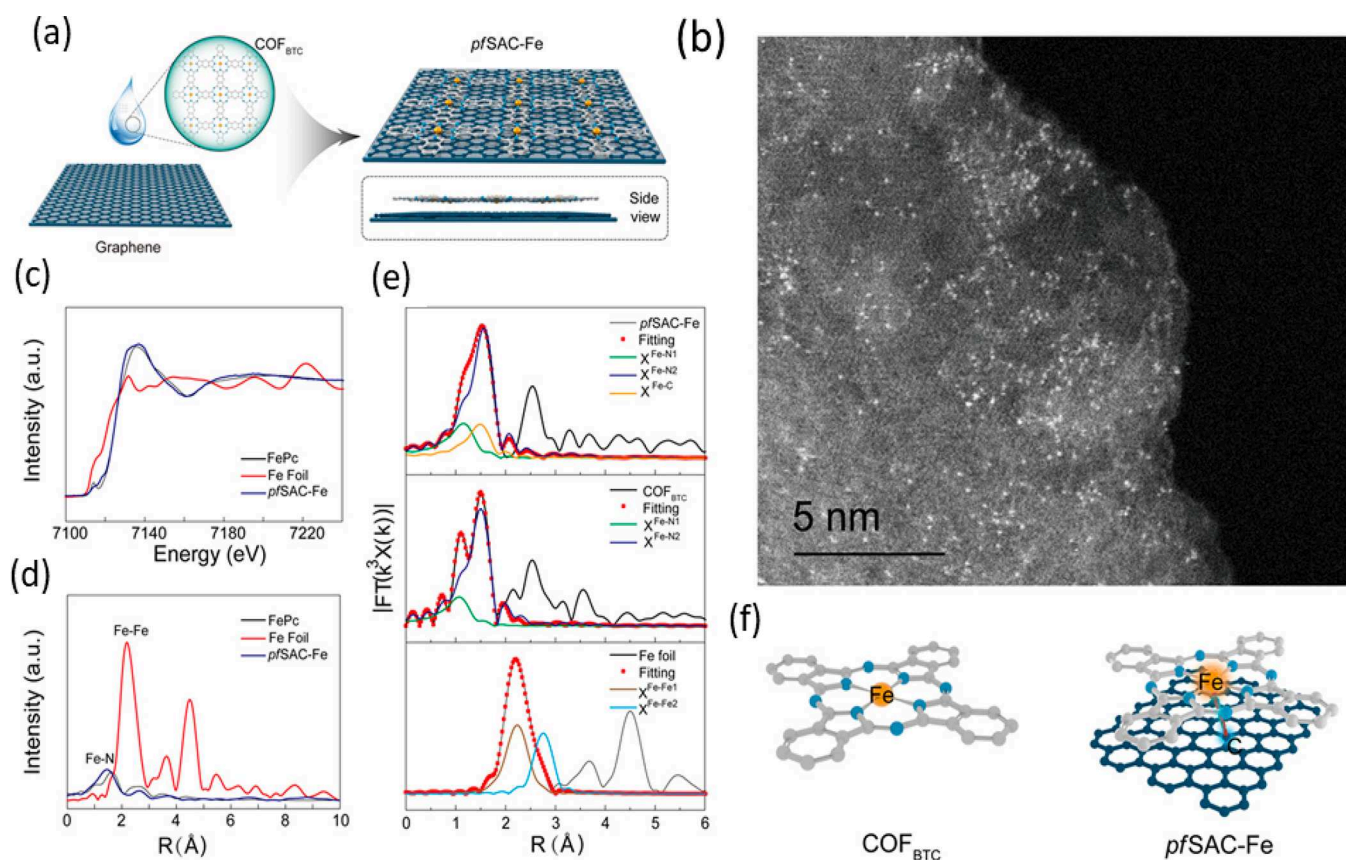 (a)
COF_BTC
Graphene
pfSAC-Fe
Side
view
(b)
5 nm
(c)
Intensity (a.u.)
FePc
Fe Foil
pfSAC-Fe
7100 7140 7180 7220
Energy (eV)
(d)
Intensity (a.u.)
Fe-Fe
Fe-N
FePc
Fe Foil
pfSAC-Fe
0 2 4 6 8 10
R(Å)
(e)
|FT(k³X(k))|
pfSAC-Fe
Fitting
X^Fe-N1
X^Fe-N2
X^Fe-C
COF_BTC
Fitting
X^Fe-N1
X^Fe-N2
Fe foil
Fitting
X^Fe-Fe1
X^Fe-Fe2
0 1 2 3 4 5 6
R (Å)
(f)
Fe
COF_BTC
Fe
C
pfSAC-Fe